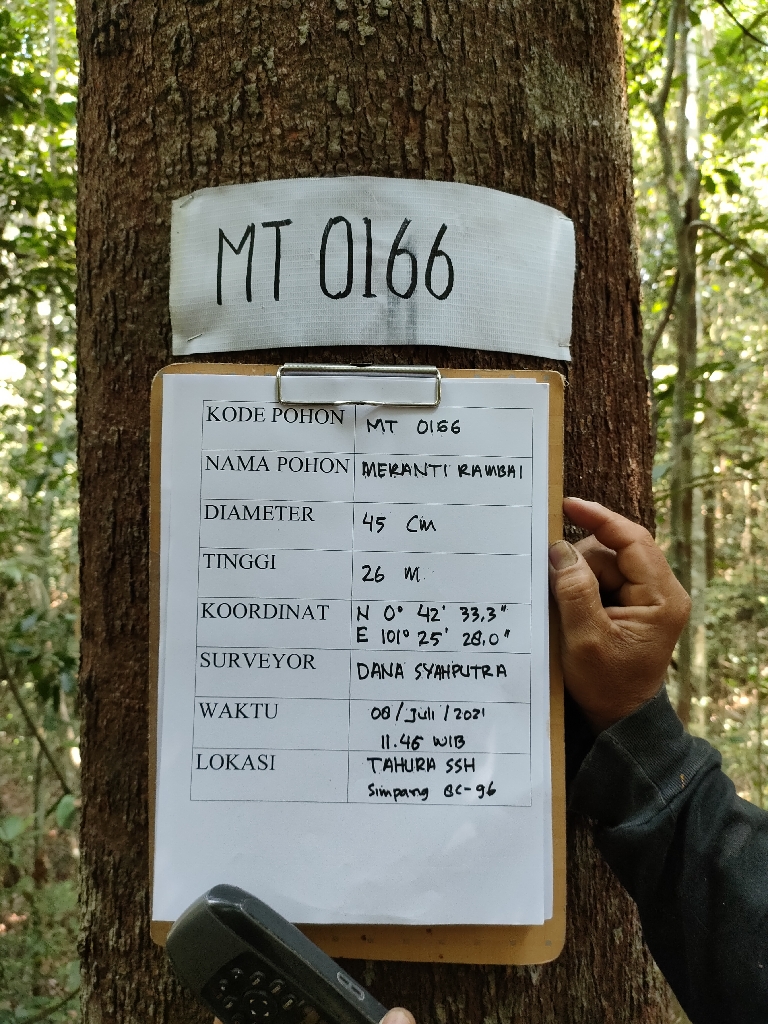 MT 0166
KODE POHON MT 0166
NAMA POHON MERANTI RAMBAI
DIAMETER 45 Cm
TINGGI 26 M
KOORDINAT N 0° 42' 33,3"
E 101° 25' 28,0"
SURVEYOR DANA SYAHPUTRA
WAKTU 08/Juli/2021
11.46 WIB
LOKASI TAHURA SSH
Simpang BC-96